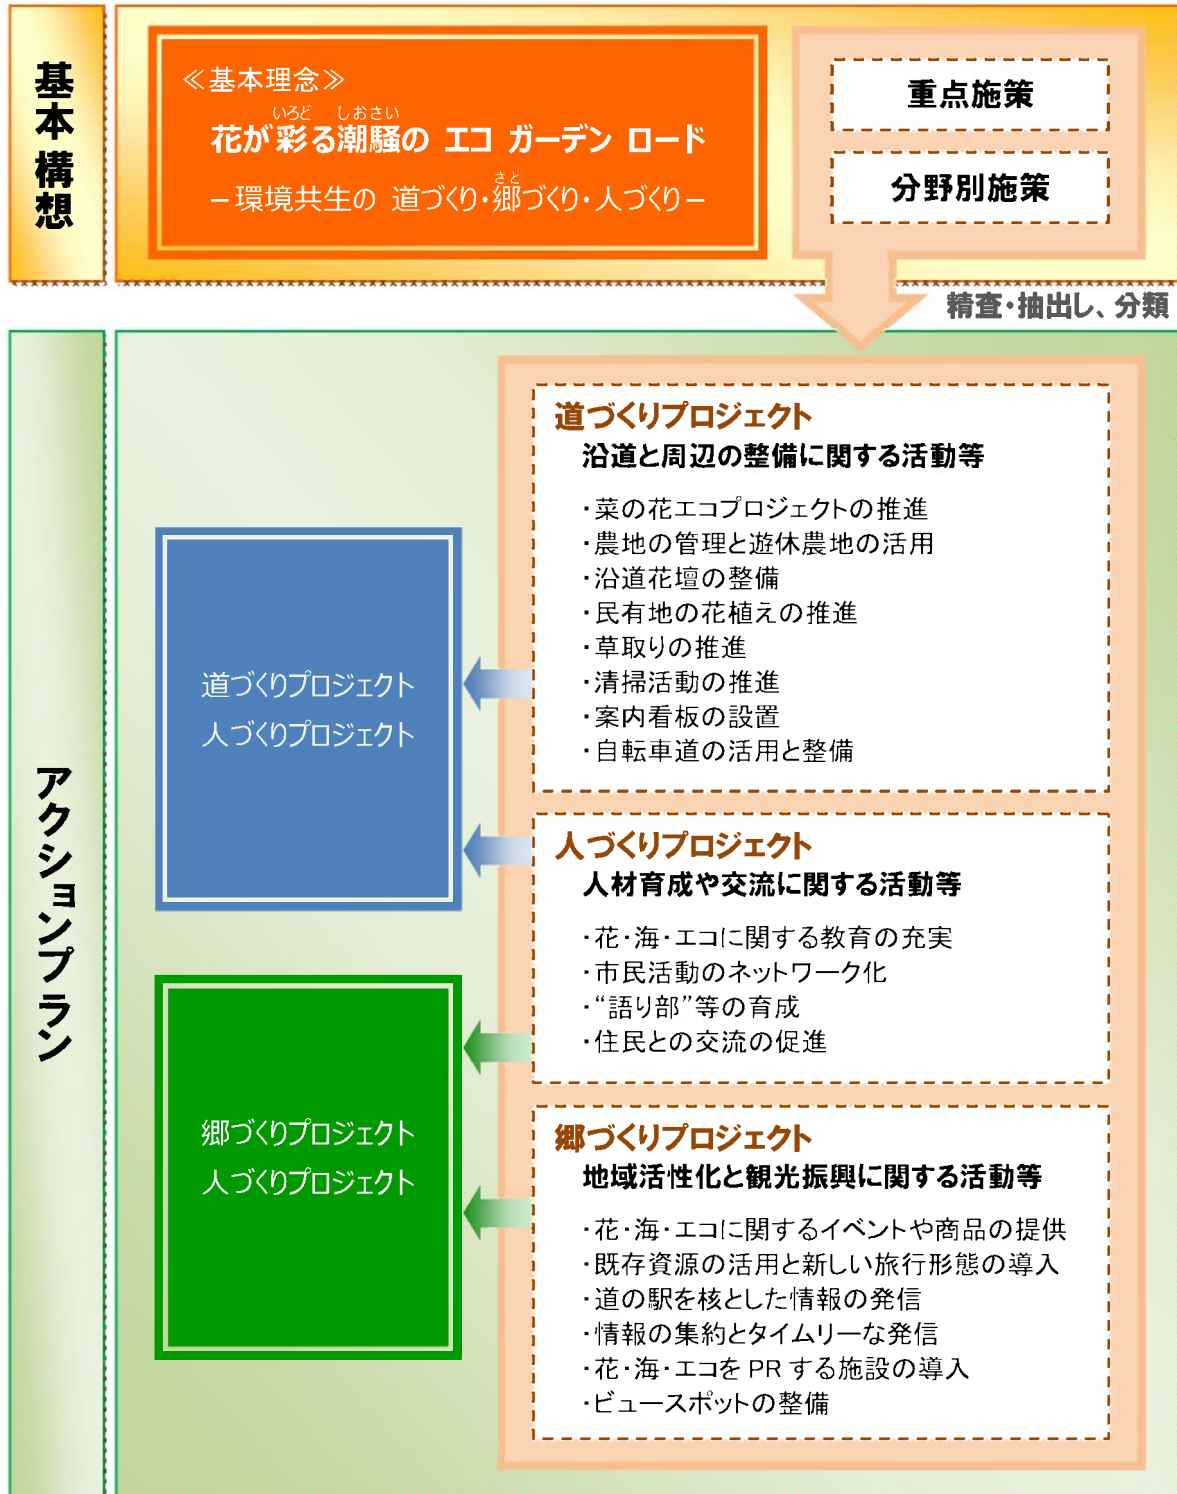 基本構想
≪基本理念≫
いろど しおさい
花が彩る潮騒の エコ ガーデン ロード
さと
－環境共生の 道づくり・郷づくり・人づくり－
重点施策
分野別施策
精査・抽出し、分類
アクションプラン
道づくりプロジェクト
人づくりプロジェクト
郷づくりプロジェクト
人づくりプロジェクト
道づくりプロジェクト
沿道と周辺の整備に関する活動等
・菜の花エコプロジェクトの推進
・農地の管理と遊休農地の活用
・沿道花壇の整備
・民有地の花植えの推進
・草取りの推進
・清掃活動の推進
・案内看板の設置
・自転車道の活用と整備
人づくりプロジェクト
人材育成や交流に関する活動等
・花・海・エコに関する教育の充実
・市民活動のネットワーク化
・“語り部”等の育成
・住民との交流の促進
郷づくりプロジェクト
地域活性化と観光振興に関する活動等
・花・海・エコに関するイベントや商品の提供
・既存資源の活用と新しい旅行形態の導入
・道の駅を核とした情報の発信
・情報の集約とタイムリーな発信
・花・海・エコを PR する施設の導入
・ビュースポットの整備